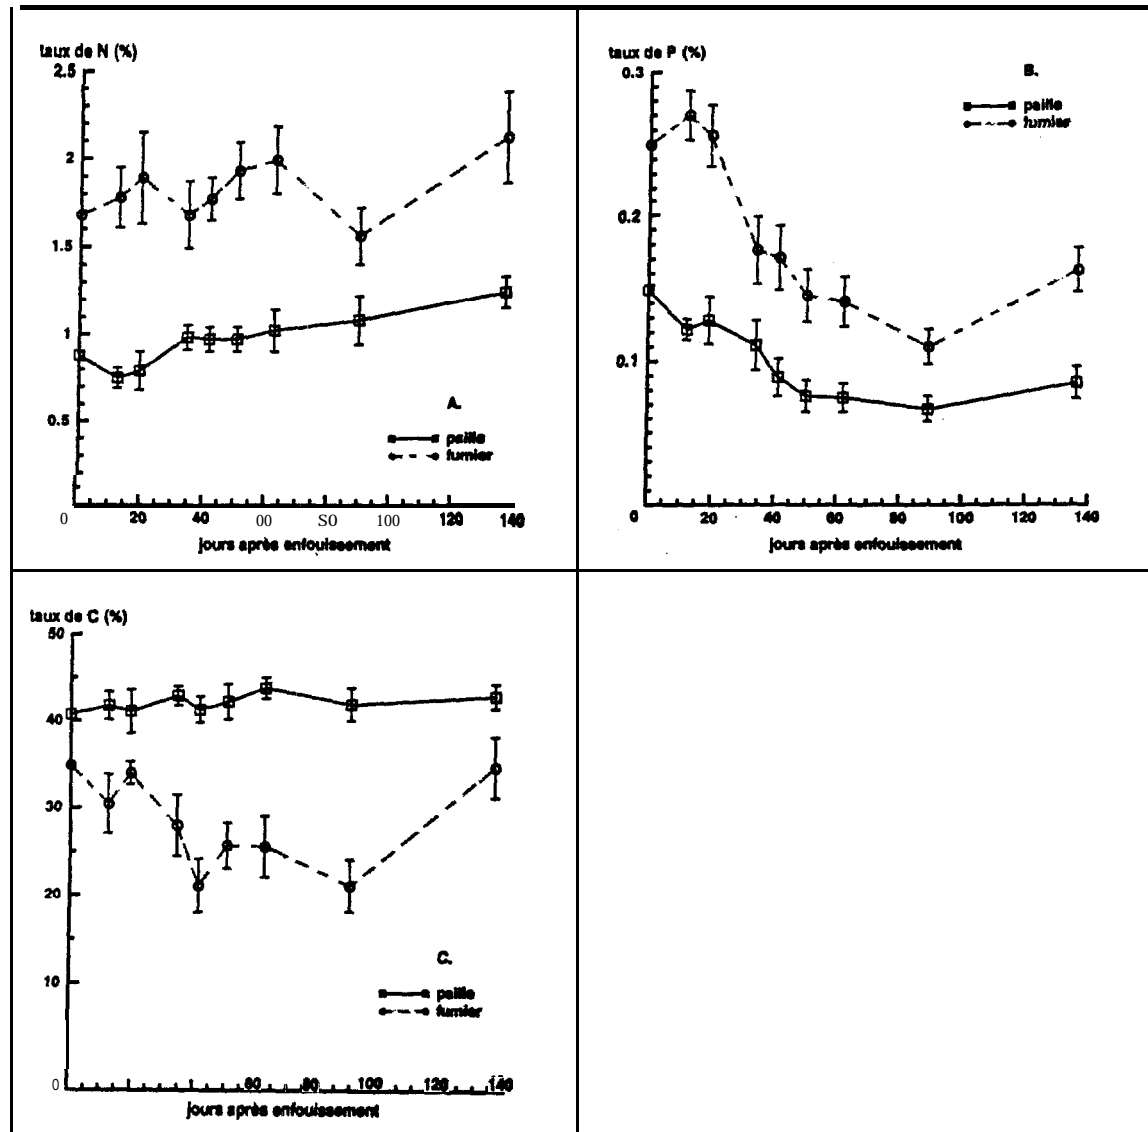 taux de N (%)
2.5
2
1.5
1
0.5
A.
paille
fumier
0 20 40 00 SO 100 120 140
jours après enfouissement
taux de P (%)
0.3
B.
paille
fumier
0.2
0.1
0 20 40 60 80 100 120 140
jours après enfouissement
taux de C (%)
50
40
30
20
10
C.
paille
fumier
0 60 80 100 120 140
jours après enfouissement